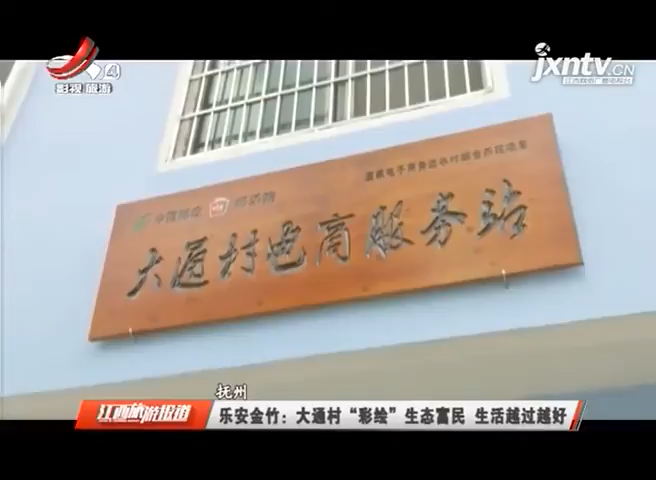 4
影视旅游
jxntv.CN
中国邮政 邮乐购
大通村电商服务站
抚州
江西旅游报道
乐安金竹：大通村“彩绘”生态富民 生活越过越好